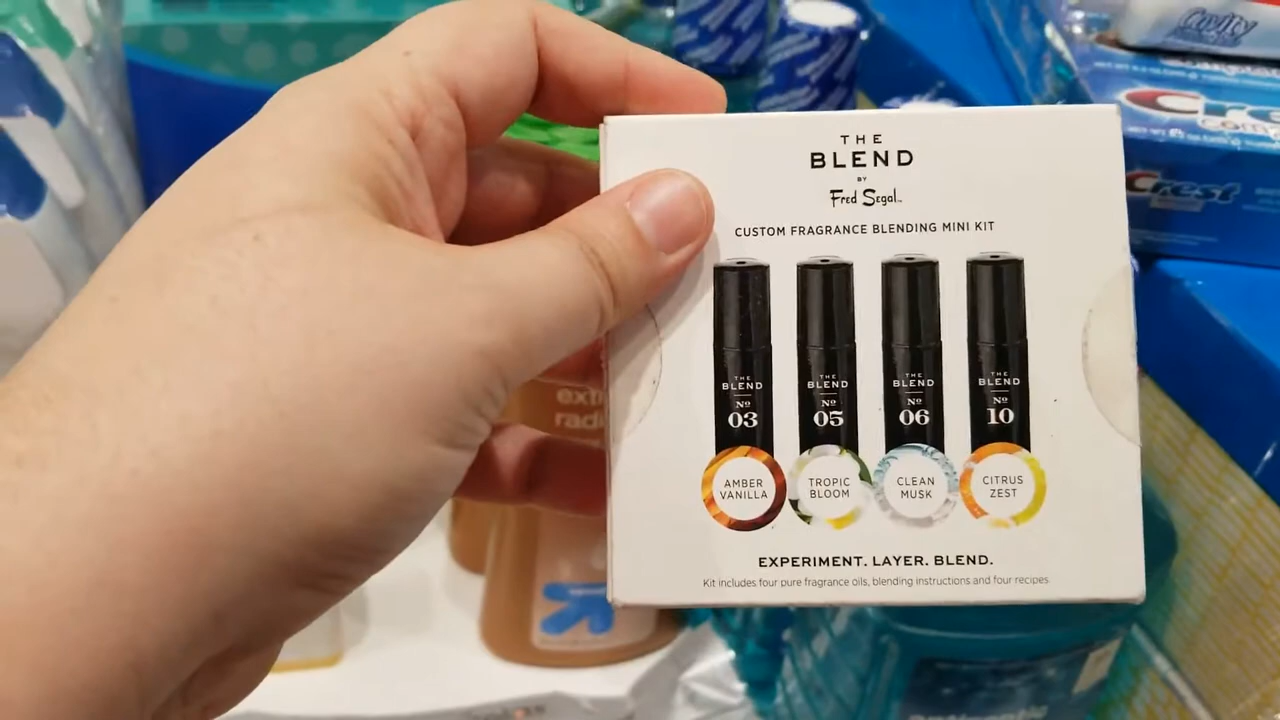 THE
BLEND
BY
Fred Segal™
CUSTOM FRAGRANCE BLENDING MINI KIT
THE
BLEND
Nº
03
AMBER
VANILLA
THE
BLEND
Nº
05
TROPIC
BLOOM
THE
BLEND
Nº
06
CLEAN
MUSK
THE
BLEND
Nº
10
CITRUS
ZEST
EXPERIMENT. LAYER. BLEND.
Kit includes four pure fragrance oils, blending instructions and four recipes
Cavity
Crest